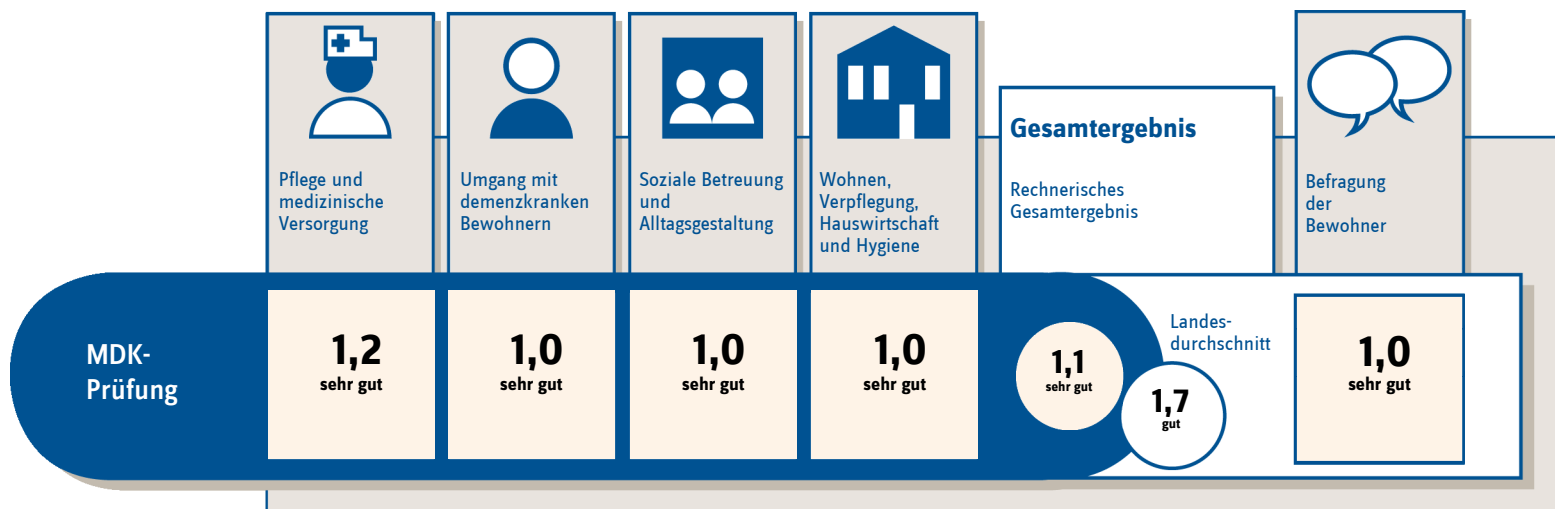 Pflege und
medizinische
Versorgung
Umgang mit
demenzkranken
Bewohnern
Soziale Betreuung
und
Alltagsgestaltung
Wohnen,
Verpflegung,
Hauswirtschaft
und Hygiene
Gesamtergebnis
Rechnerisches
Gesamtergebnis
Befragung
der
Bewohner
MDK-
Prüfung
1,2
sehr gut
1,0
sehr gut
1,0
sehr gut
1,0
sehr gut
1,1
sehr gut
Landes-
durchschnitt
1,7
gut
1,0
sehr gut